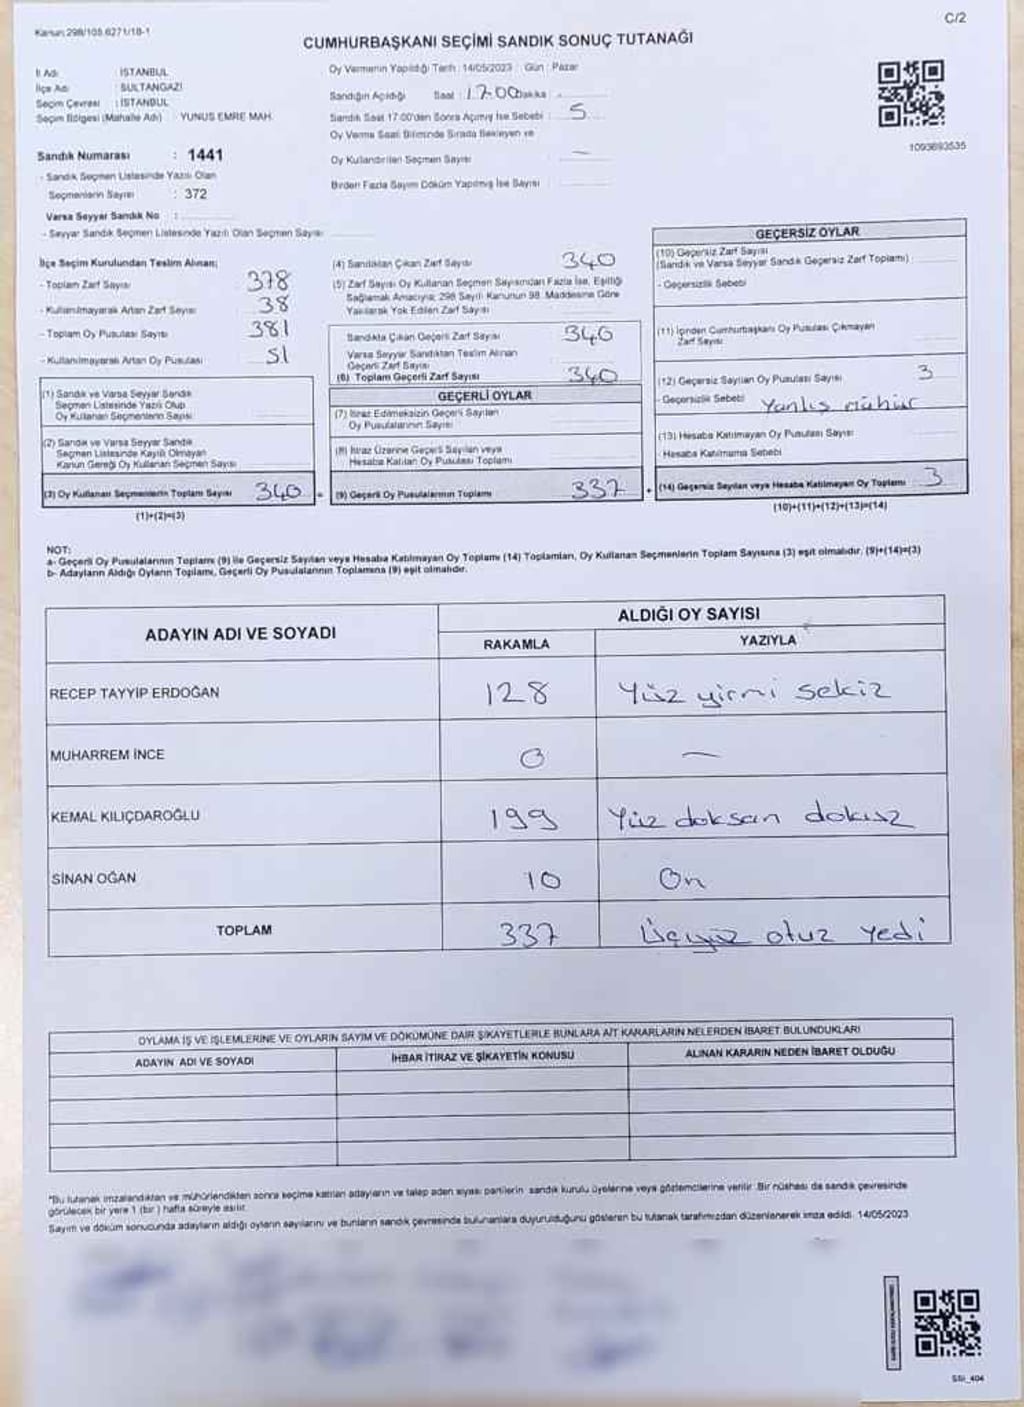 Kanun:298/105.6271/18-1
C/2
CUMHURBAŞKANI SEÇİMİ SANDIK SONUÇ TUTANAĞI
İl Adı : İSTANBUL
İlçe Adı : SULTANGAZİ
Seçim Çevresi : İSTANBUL
Seçim Bölgesi (Mahalle Adı) : YUNUS EMRE MAH.
Sandık Numarası : 1441
- Sandık Seçmen Listesinde Yazılı Olan
Seçmenlerin Sayısı : 372
Varsa Seyyar Sandık No :
- Seyyar Sandık Seçmen Listesinde Yazılı Olan Seçmen Sayısı
Oy Vermenin Yapıldığı Tarih : 14/05/2023 Gün : Pazar
Sandığın Açıldığı Saat : 17.00 Dakika :
Sandık Saat 17:00'den Sonra Açılmış İse Sebebi : 5
Oy Verme Saati Bitiminde Sırada Bekleyen ve
Oy Kullandırılan Seçmen Sayısı : —
Birden Fazla Sayım Döküm Yapılmış İse Sayısı :
1093693535
İlçe Seçim Kurulundan Teslim Alınan;
- Toplam Zarf Sayısı 378
- Kullanılmayarak Artan Zarf Sayısı 38
- Toplam Oy Pusulası Sayısı 381
- Kullanılmayarak Artan Oy Pusulası 51
(1) Sandık ve Varsa Seyyar Sandık
Seçmen Listesinde Yazılı Olup
Oy Kullanan Seçmenlerin Sayısı
(2) Sandık ve Varsa Seyyar Sandık
Seçmen Listesinde Kayıtlı Olmayan
Kanun Gereği Oy Kullanan Seçmen Sayısı
(3) Oy Kullanan Seçmenlerin Toplam Sayısı 340
(1)+(2)=(3)
(4) Sandıktan Çıkan Zarf Sayısı 340
(5) Zarf Sayısı Oy Kullanan Seçmen Sayısından Fazla İse, Eşitliği
Sağlamak Amacıyla; 298 Sayılı Kanunun 98. Maddesine Göre
Yakılarak Yok Edilen Zarf Sayısı
Sandıkta Çıkan Geçerli Zarf Sayısı 340
Varsa Seyyar Sandıktan Teslim Alınan
Geçerli Zarf Sayısı
(6) Toplam Geçerli Zarf Sayısı 340
GEÇERLİ OYLAR
(7) İtiraz Edilmeksizin Geçerli Sayılan
Oy Pusulalarının Sayısı
(8) İtiraz Üzerine Geçerli Sayılan veya
Hesaba Katılan Oy Pusulası Toplamı
= (9) Geçerli Oy Pusulalarının Toplamı 337
GEÇERSİZ OYLAR
(10) Geçersiz Zarf Sayısı
(Sandık ve Varsa Seyyar Sandık Geçersiz Zarf Toplamı)
- Geçersizlik Sebebi
(11) İçinden Cumhurbaşkanı Oy Pusulası Çıkmayan
Zarf Sayısı
(12) Geçersiz Sayılan Oy Pusulası Sayısı 3
- Geçersizlik Sebebi Yanlış mühür
(13) Hesaba Katılmayan Oy Pusulası Sayısı
- Hesaba Katılmama Sebebi
+ (14) Geçersiz Sayılan veya Hesaba Katılmayan Oy Toplamı 3
(10)+(11)+(12)+(13)=(14)
NOT:
a- Geçerli Oy Pusulalarının Toplamı (9) ile Geçersiz Sayılan veya Hesaba Katılmayan Oy Toplamı (14) Toplamları, Oy Kullanan Seçmenlerin Toplam Sayısına (3) eşit olmalıdır. (9)+(14)=(3)
b- Adayların Aldığı Oyların Toplamı, Geçerli Oy Pusulalarının Toplamına (9) eşit olmalıdır.
ADAYIN ADI VE SOYADI
ALDIĞI OY SAYISI
RAKAMLA YAZIYLA
RECEP TAYYİP ERDOĞAN 128 Yüz yirmi sekiz
MUHARREM İNCE 0 —
KEMAL KILIÇDAROĞLU 199 Yüz doksan dokuz
SİNAN OĞAN 10 On
TOPLAM 337 Üçyüz otuz yedi
OYLAMA İŞ VE İŞLEMLERİNE VE OYLARIN SAYIM VE DÖKÜMÜNE DAİR ŞİKAYETLERLE BUNLARA AİT KARARLARIN NELERDEN İBARET BULUNDUKLARI
ADAYIN ADI VE SOYADI İHBAR İTİRAZ VE ŞİKAYETİN KONUSU ALINAN KARARIN NEDEN İBARET OLDUĞU
*Bu tutanak imzalandıktan ve mühürlendikten sonra seçime katılan adayların ve talep eden siyasi partilerin sandık kurulu üyelerine veya gözlemcilerine verilir. Bir nüshası da sandık çevresinde
görülecek bir yere 1 (bir) hafta süreyle asılır.
Sayım ve döküm sonucunda adayların aldığı oyların sayılarını ve bunların sandık çevresinde bulunanlara duyurulduğunu gösteren bu tutanak tarafımızdan düzenlenerek imza edildi. 14/05/2023
SSI_404